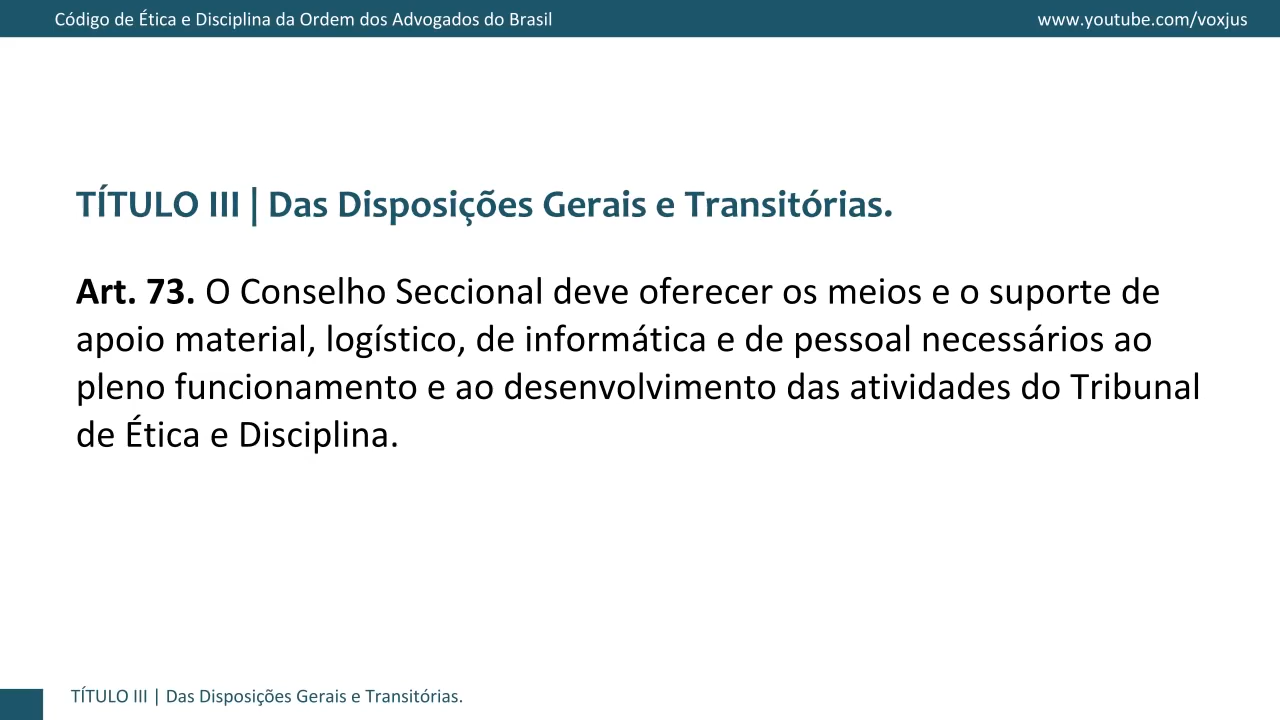 Código de Ética e Disciplina da Ordem dos Advogados do Brasil
www.youtube.com/voxjus
TÍTULO III | Das Disposições Gerais e Transitórias.
Art. 73. O Conselho Seccional deve oferecer os meios e o suporte de
apoio material, logístico, de informática e de pessoal necessários ao
pleno funcionamento e ao desenvolvimento das atividades do Tribunal
de Ética e Disciplina.
TÍTULO III | Das Disposições Gerais e Transitórias.